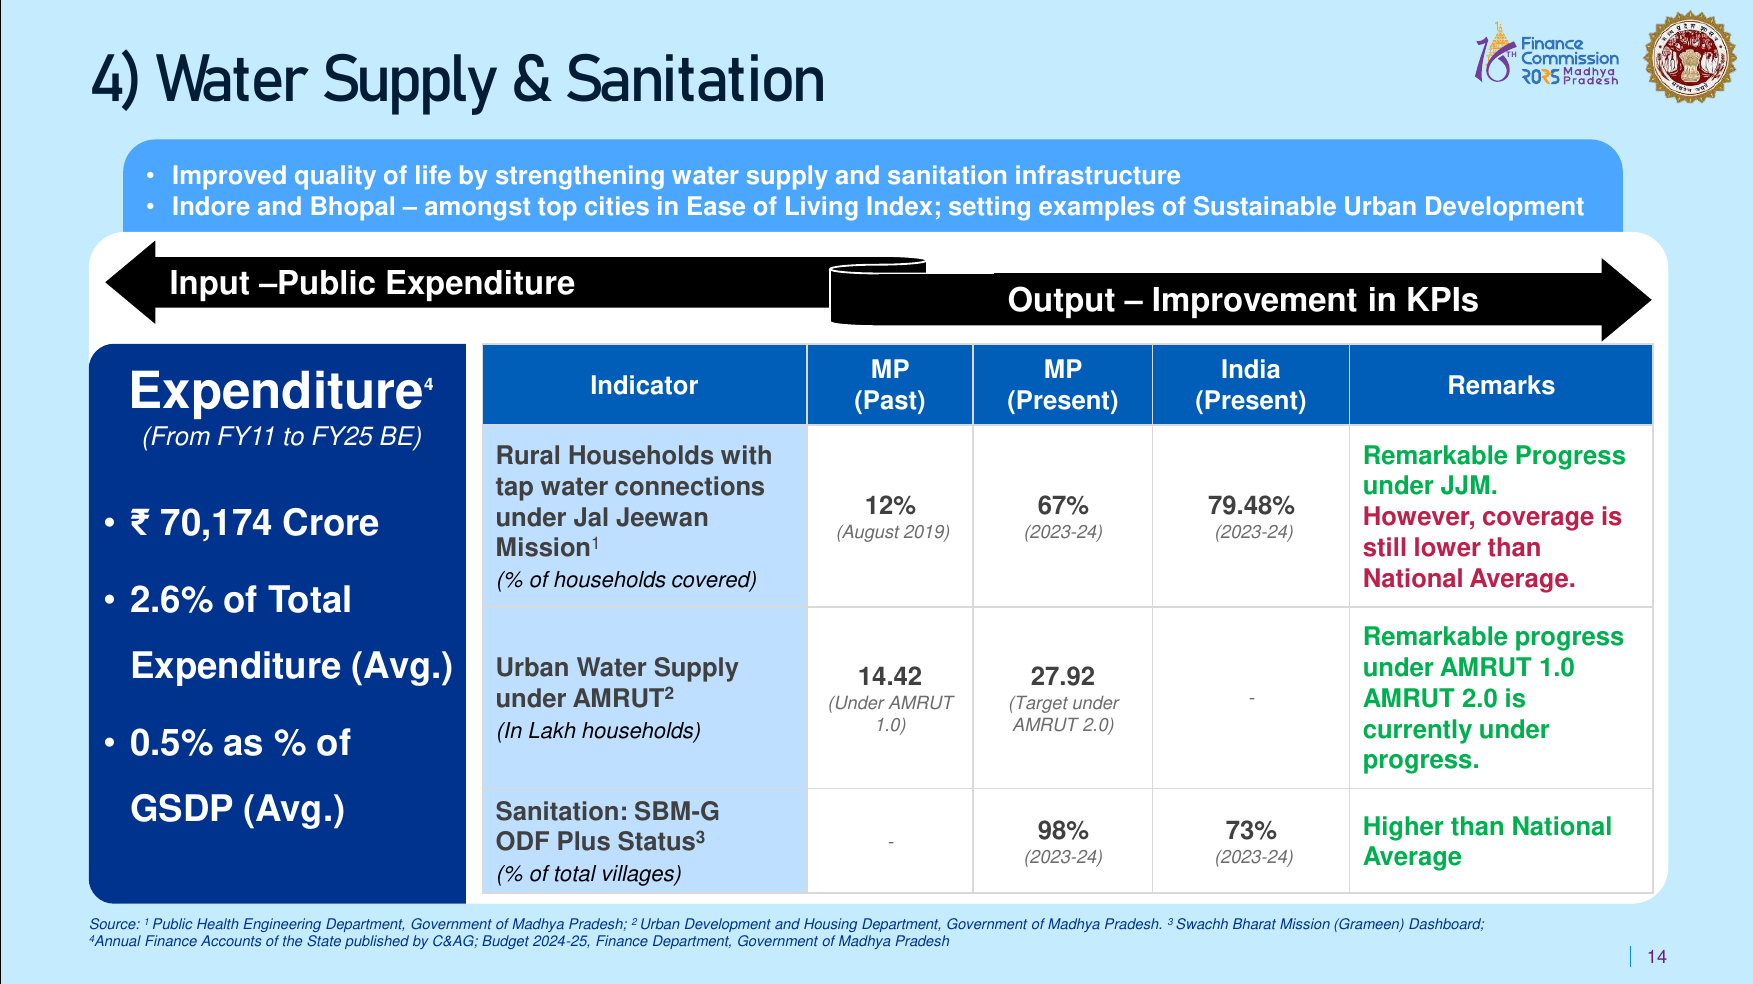 4) Water Supply & Sanitation
16TH Finance
Commission
Madhya
Pradesh
• Improved quality of life by strengthening water supply and sanitation infrastructure
• Indore and Bhopal – amongst top cities in Ease of Living Index; setting examples of Sustainable Urban Development
Input –Public Expenditure
Output – Improvement in KPIs
Expenditure⁴
(From FY11 to FY25 BE)
• ₹ 70,174 Crore
• 2.6% of Total
Expenditure (Avg.)
• 0.5% as % of
GSDP (Avg.)
Indicator
MP
(Past)
MP
(Present)
India
(Present)
Remarks
Rural Households with
tap water connections
under Jal Jeewan
Mission¹
(% of households covered)
12%
(August 2019)
67%
(2023-24)
79.48%
(2023-24)
Remarkable Progress
under JJM.
However, coverage is
still lower than
National Average.
Urban Water Supply
under AMRUT²
(In Lakh households)
14.42
(Under AMRUT
1.0)
27.92
(Target under
AMRUT 2.0)
-
Remarkable progress
under AMRUT 1.0
AMRUT 2.0 is
currently under
progress.
Sanitation: SBM-G
ODF Plus Status³
(% of total villages)
-
98%
(2023-24)
73%
(2023-24)
Higher than National
Average
Source: ¹ Public Health Engineering Department, Government of Madhya Pradesh; ² Urban Development and Housing Department, Government of Madhya Pradesh. ³ Swachh Bharat Mission (Grameen) Dashboard;
⁴Annual Finance Accounts of the State published by C&AG; Budget 2024-25, Finance Department, Government of Madhya Pradesh
14